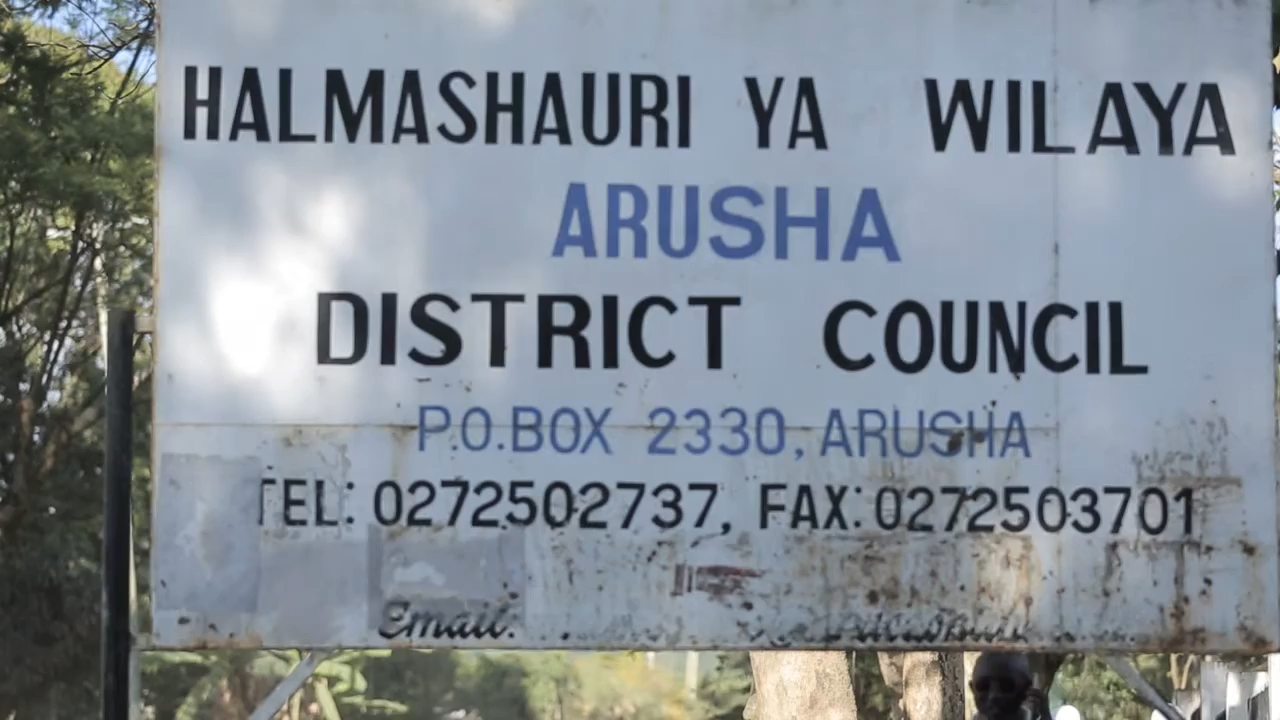 HALMASHAURI YA WILAYA
ARUSHA
DISTRICT COUNCIL
P.O.BOX 2330, ARUSHA
TEL: 0272502737, FAX: 0272503701
Email: